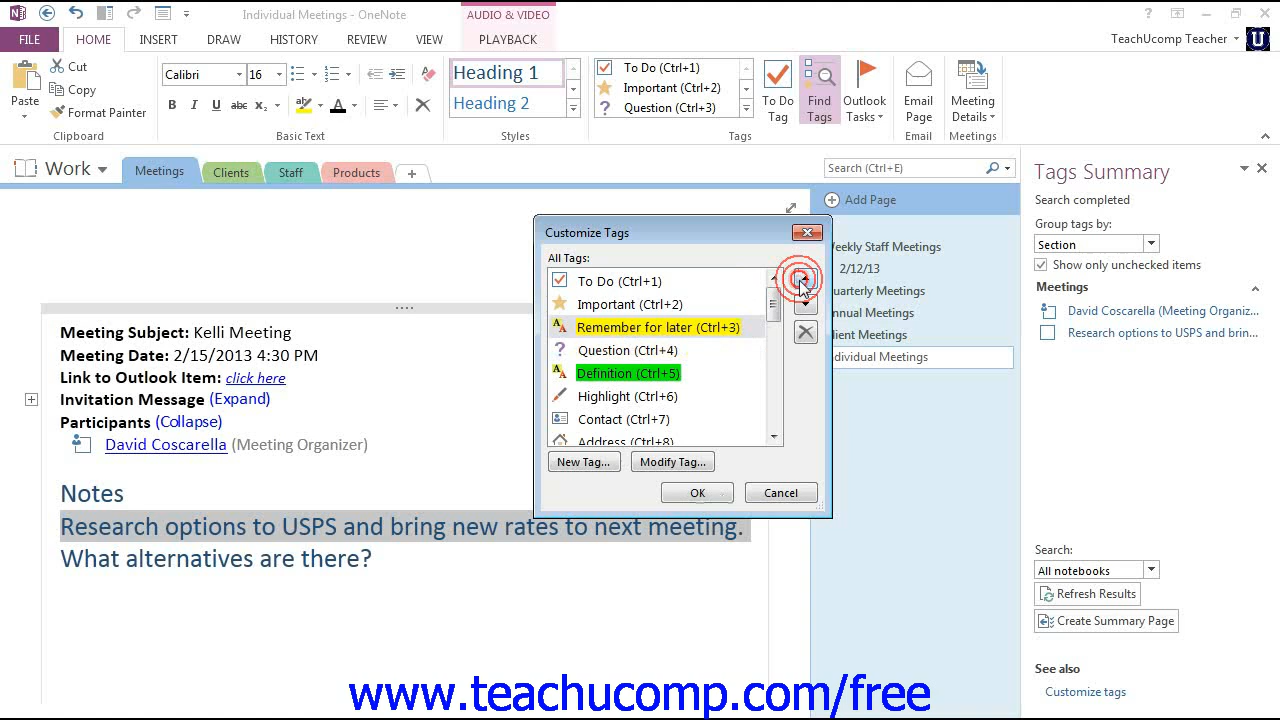 Individual Meetings - OneNote
AUDIO & VIDEO
FILE HOME INSERT DRAW HISTORY REVIEW VIEW PLAYBACK
TeachUcomp Teacher
U
Paste
Cut
Copy
Format Painter
Clipboard
Calibri 16
B I U abc x₂ A
Basic Text
Heading 1
Heading 2
Styles
To Do (Ctrl+1)
Important (Ctrl+2)
Question (Ctrl+3)
To Do Tag
Find Tags
Outlook Tasks
Tags
Email Page
Email
Meeting Details
Meetings
Work
Meetings Clients Staff Products
Search (Ctrl+E)
Add Page
eekly Staff Meetings
2/12/13
uarterly Meetings
nnual Meetings
lient Meetings
dividual Meetings
Meeting Subject: Kelli Meeting
Meeting Date: 2/15/2013 4:30 PM
Link to Outlook Item: click here
Invitation Message (Expand)
Participants (Collapse)
David Coscarella (Meeting Organizer)
Notes
Research options to USPS and bring new rates to next meeting.
What alternatives are there?
Customize Tags
All Tags:
To Do (Ctrl+1)
Important (Ctrl+2)
Remember for later (Ctrl+3)
Question (Ctrl+4)
Definition (Ctrl+5)
Highlight (Ctrl+6)
Contact (Ctrl+7)
Address (Ctrl+8)
New Tag... Modify Tag...
OK Cancel
Tags Summary
Search completed
Group tags by:
Section
Show only unchecked items
Meetings
David Coscarella (Meeting Organiz...
Research options to USPS and brin...
Search:
All notebooks
Refresh Results
Create Summary Page
See also
Customize tags
www.teachucomp.com/free